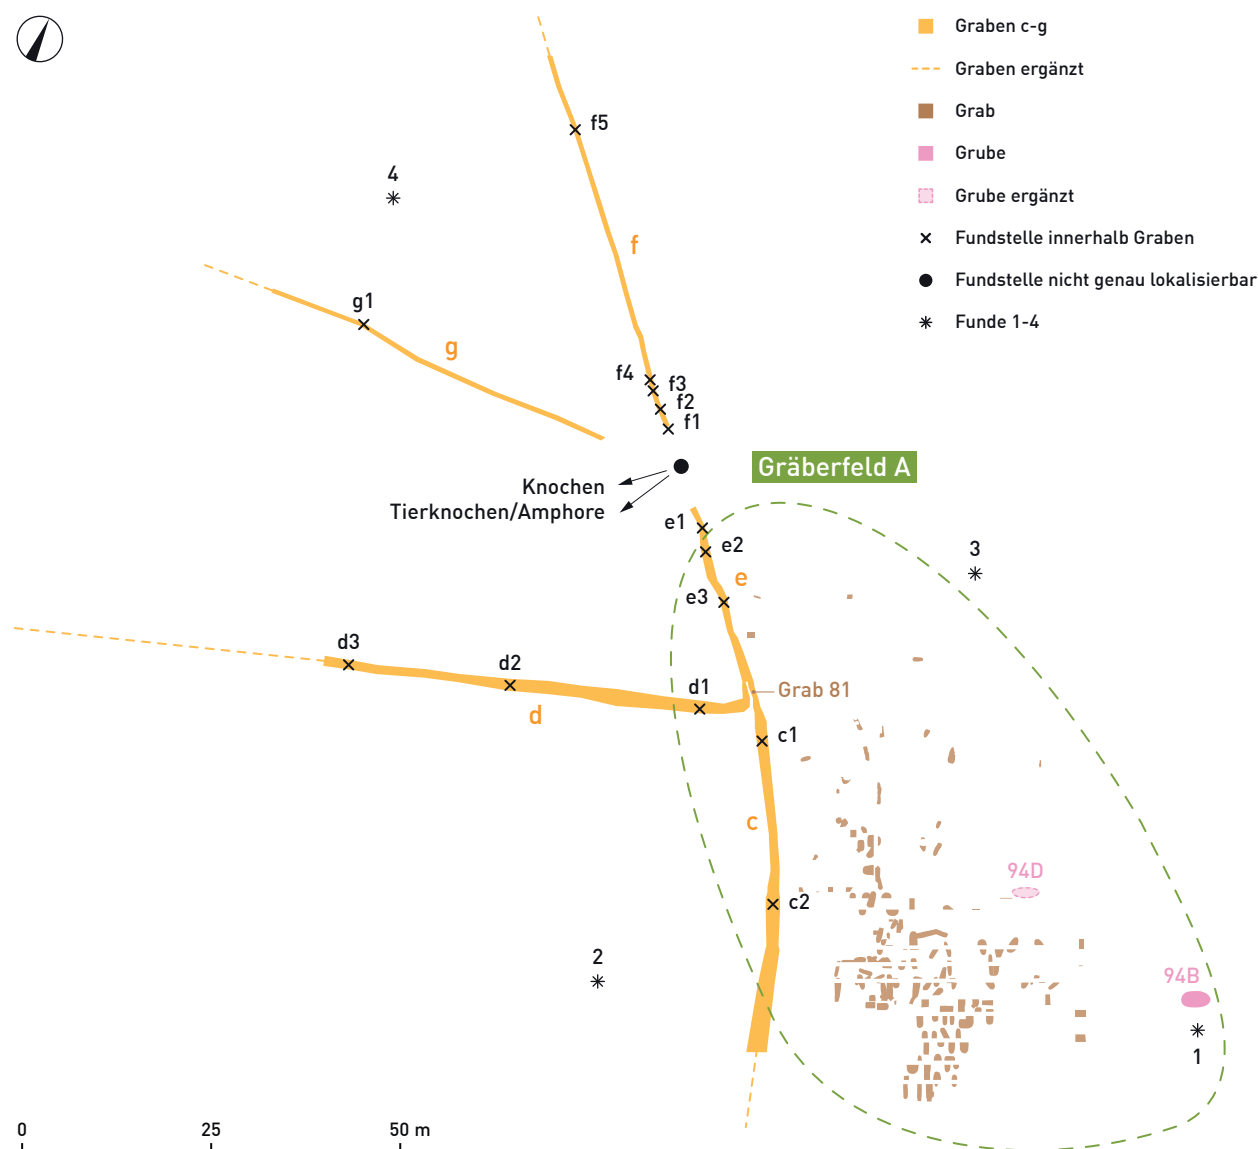 Graben c-g
Graben ergänzt
Grab
Grube
Grube ergänzt
Fundstelle innerhalb Graben
Fundstelle nicht genau lokalisierbar
Funde 1-4
f5
4
f
g1
g
f4
f3
f2
f1
Gräberfeld A
Knochen
Tierknochen/Amphore
e1
e2
3
e
e3
d3
d2
d1
Grab 81
d
c1
c
94D
c2
2
94B
1
0 25 50 m